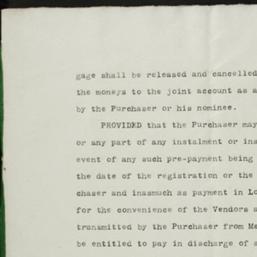 gage shall be released and cancelled
the moneys to the joint account as a
by the Purchaser or his nominee.
PROVIDED that the Purchaser may
or any part of any instalment or ins
event of any such pre-payment being
the date of the registration or the
chaser and inasmuch as payment in Lo
for the convenience of the Vendors a
transmitted by the Purchaser from Me
be entitled to pay in discharge of a